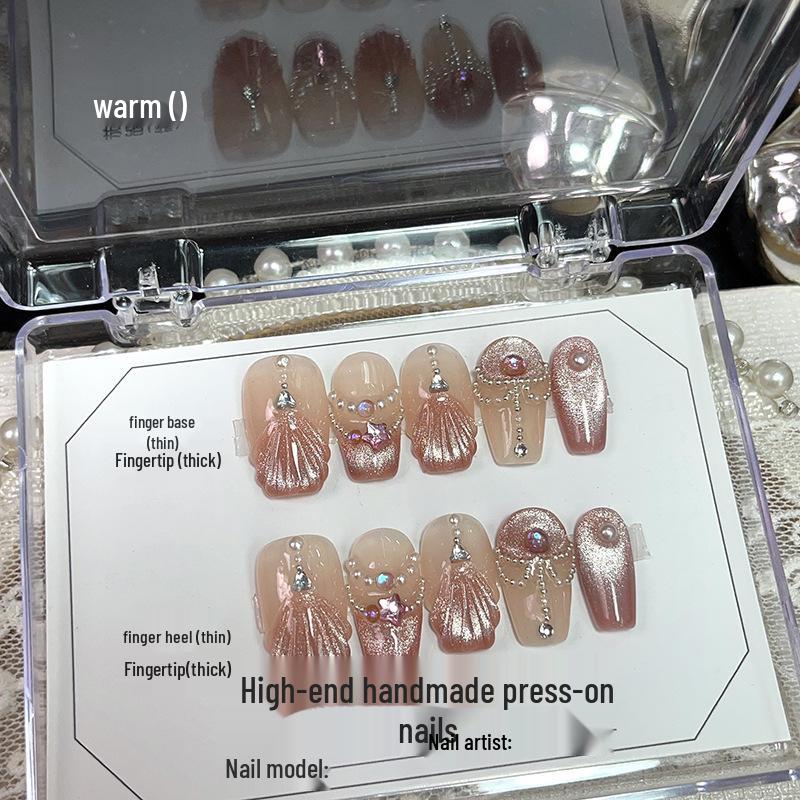 warm ()
finger base
(thin)
Fingertip (thick)
finger heel (thin)
Fingertip(thick)
High-end handmade press-on
nails
Nail artist:
Nail model: